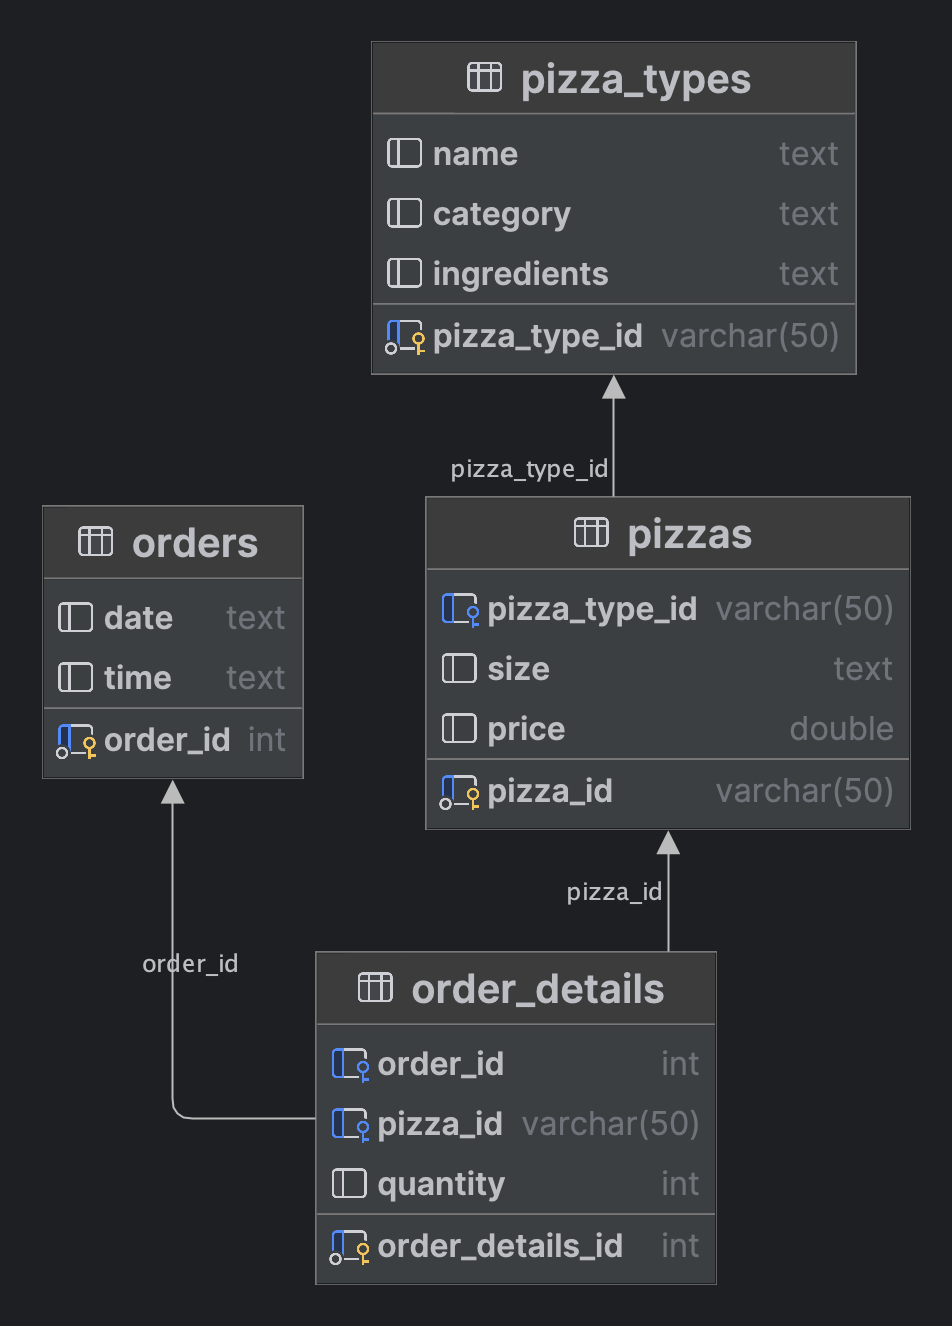 pizza_types
name text
category text
ingredients text
pizza_type_id varchar(50)
pizza_type_id
orders
date text
time text
order_id int
pizzas
pizza_type_id varchar(50)
size text
price double
pizza_id varchar(50)
pizza_id
order_id
order_details
order_id int
pizza_id varchar(50)
quantity int
order_details_id int